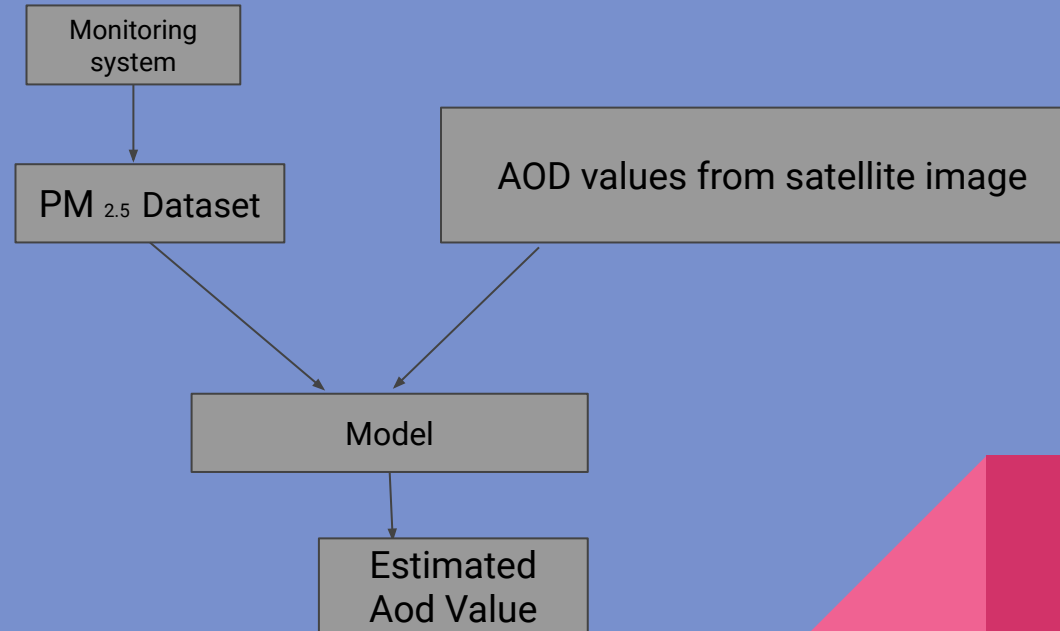 Monitoring
system
PM 2.5 Dataset
AOD values from satellite image
Model
Estimated
Aod Value